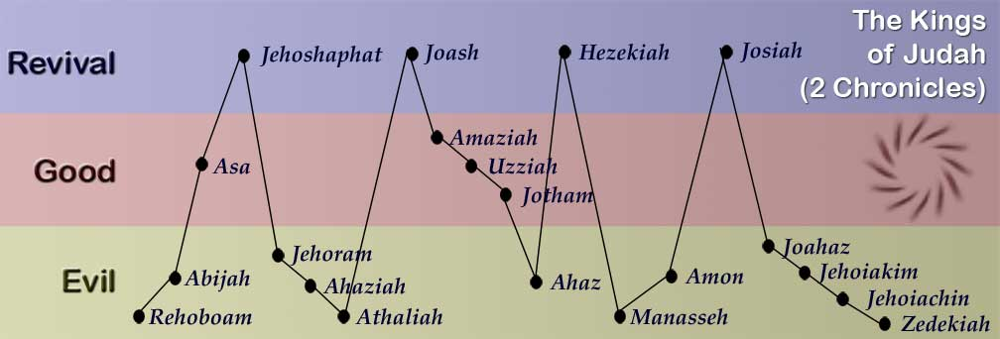 The Kings
of Judah
(2 Chronicles)
Revival
Jehoshaphat
Joash
Hezekiah
Josiah
Good
Asa
Amaziah
Uzziah
Jotham
Evil
Rehoboam
Abijah
Jehoram
Ahaziah
Athaliah
Ahaz
Manasseh
Amon
Joahaz
Jehoiakim
Jehoiachin
Zedekiah